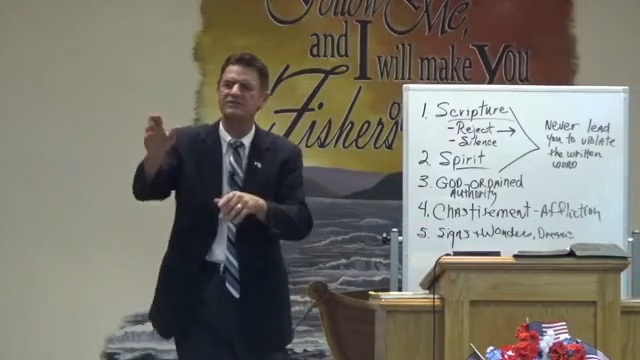 Follow Me,
and I will make you
Fishers
1. Scripture
- Reject
- Silence
2. Spirit
3. GOD-ORDAINED
Authority
4. Chastisement - Affliction
5. Signs + Wonders, Dreams
Never lead
You to violate
the written
WORD